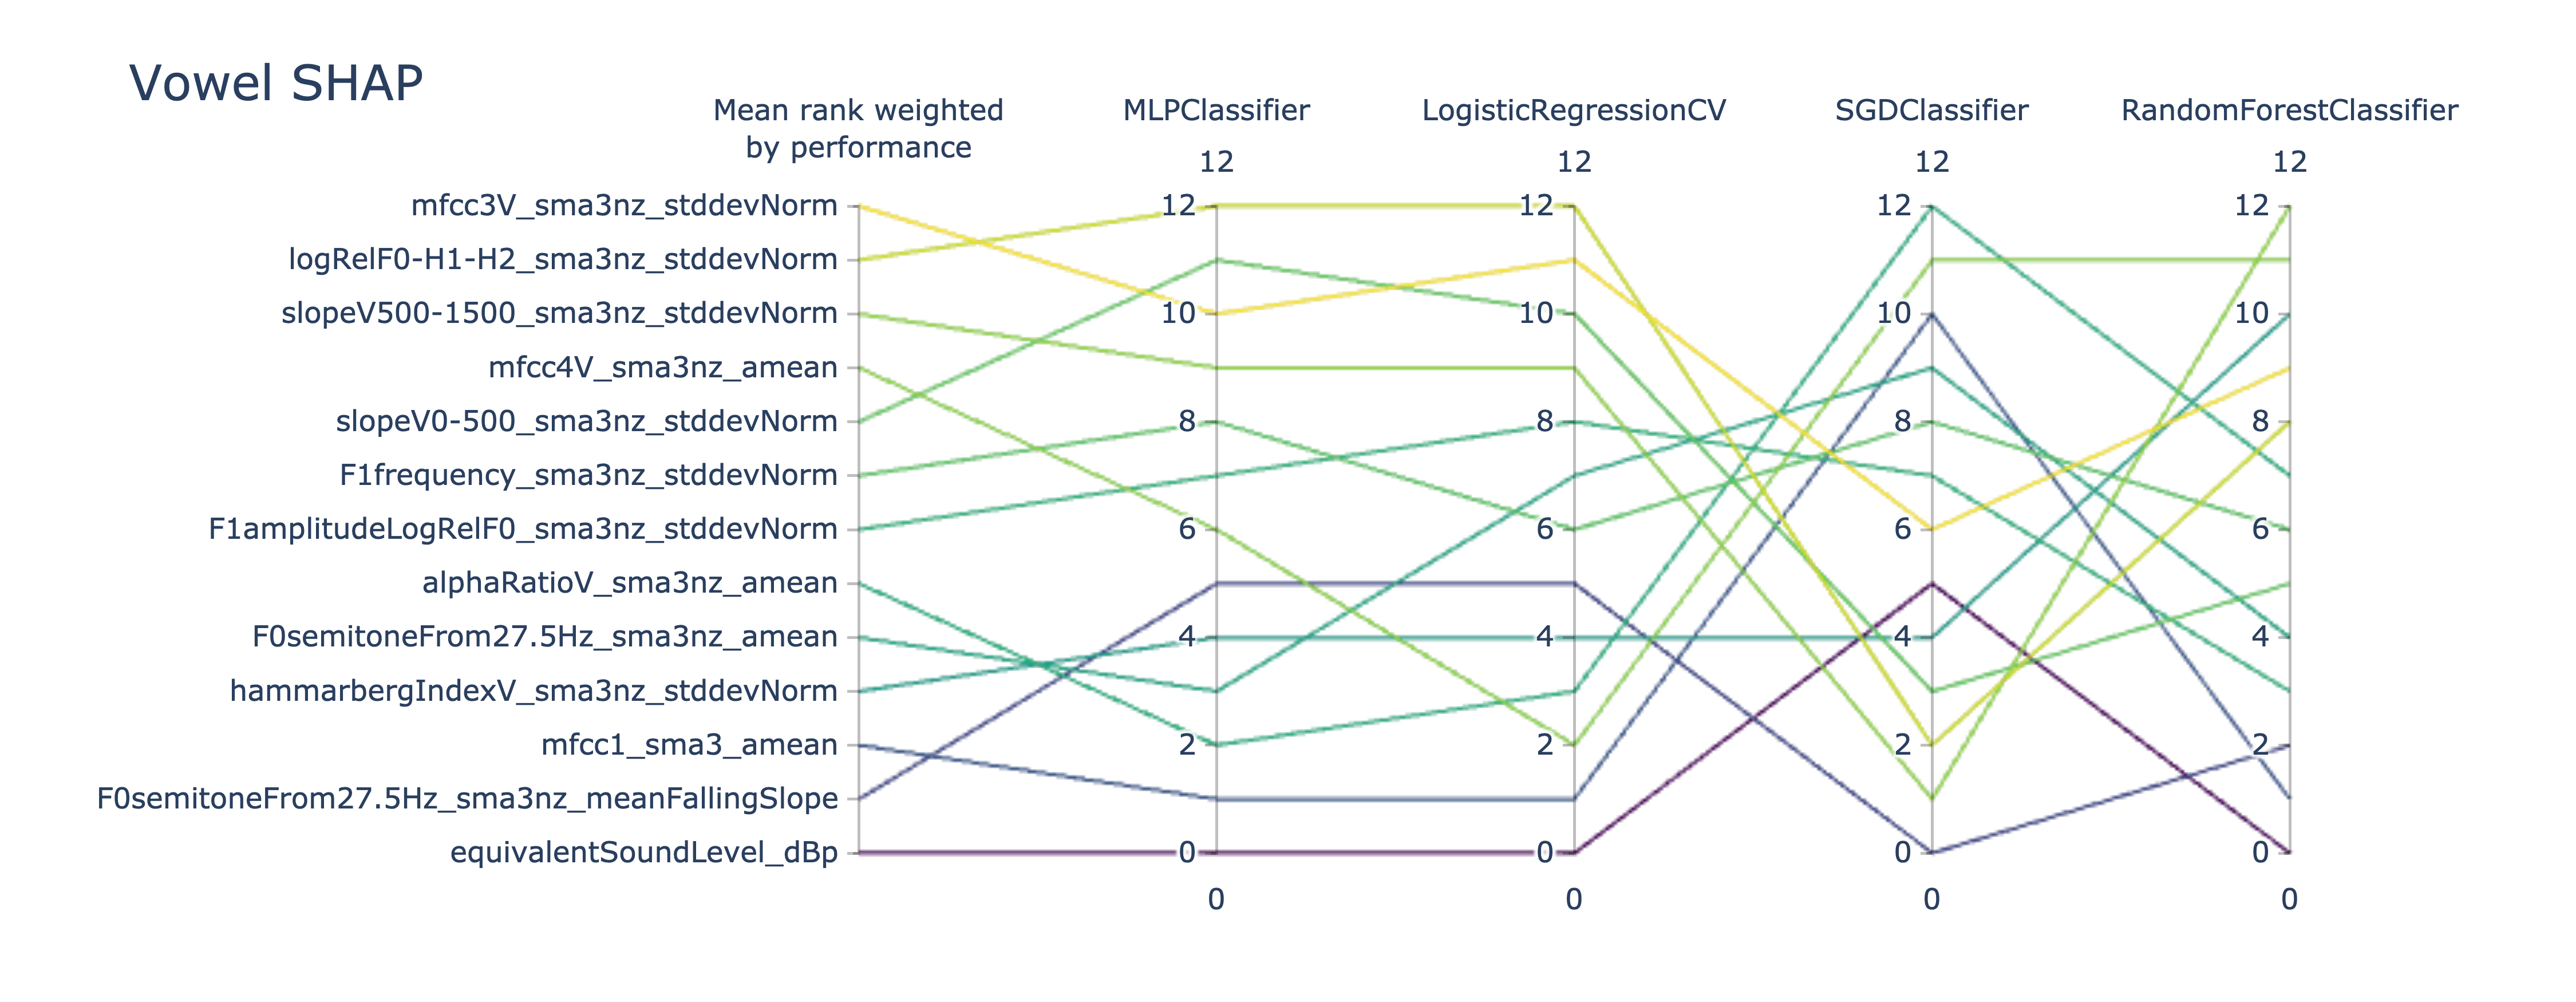 Vowel SHAP
Mean rank weighted
by performance
MLPClassifier
LogisticRegressionCV
SGDClassifier
RandomForestClassifier
12
12
12
12
mfcc3V_sma3nz_stddevNorm
12
12
12
12
logRelF0-H1-H2_sma3nz_stddevNorm
slopeV500-1500_sma3nz_stddevNorm
10
10
10
10
mfcc4V_sma3nz_amean
slopeV0-500_sma3nz_stddevNorm
8
8
8
8
F1frequency_sma3nz_stddevNorm
F1amplitudeLogRelF0_sma3nz_stddevNorm
6
6
6
6
alphaRatioV_sma3nz_amean
F0semitoneFrom27.5Hz_sma3nz_amean
4
4
4
4
hammarbergIndexV_sma3nz_stddevNorm
mfcc1_sma3_amean
2
2
2
2
F0semitoneFrom27.5Hz_sma3nz_meanFallingSlope
equivalentSoundLevel_dBp
0
0
0
0
0
0
0
0